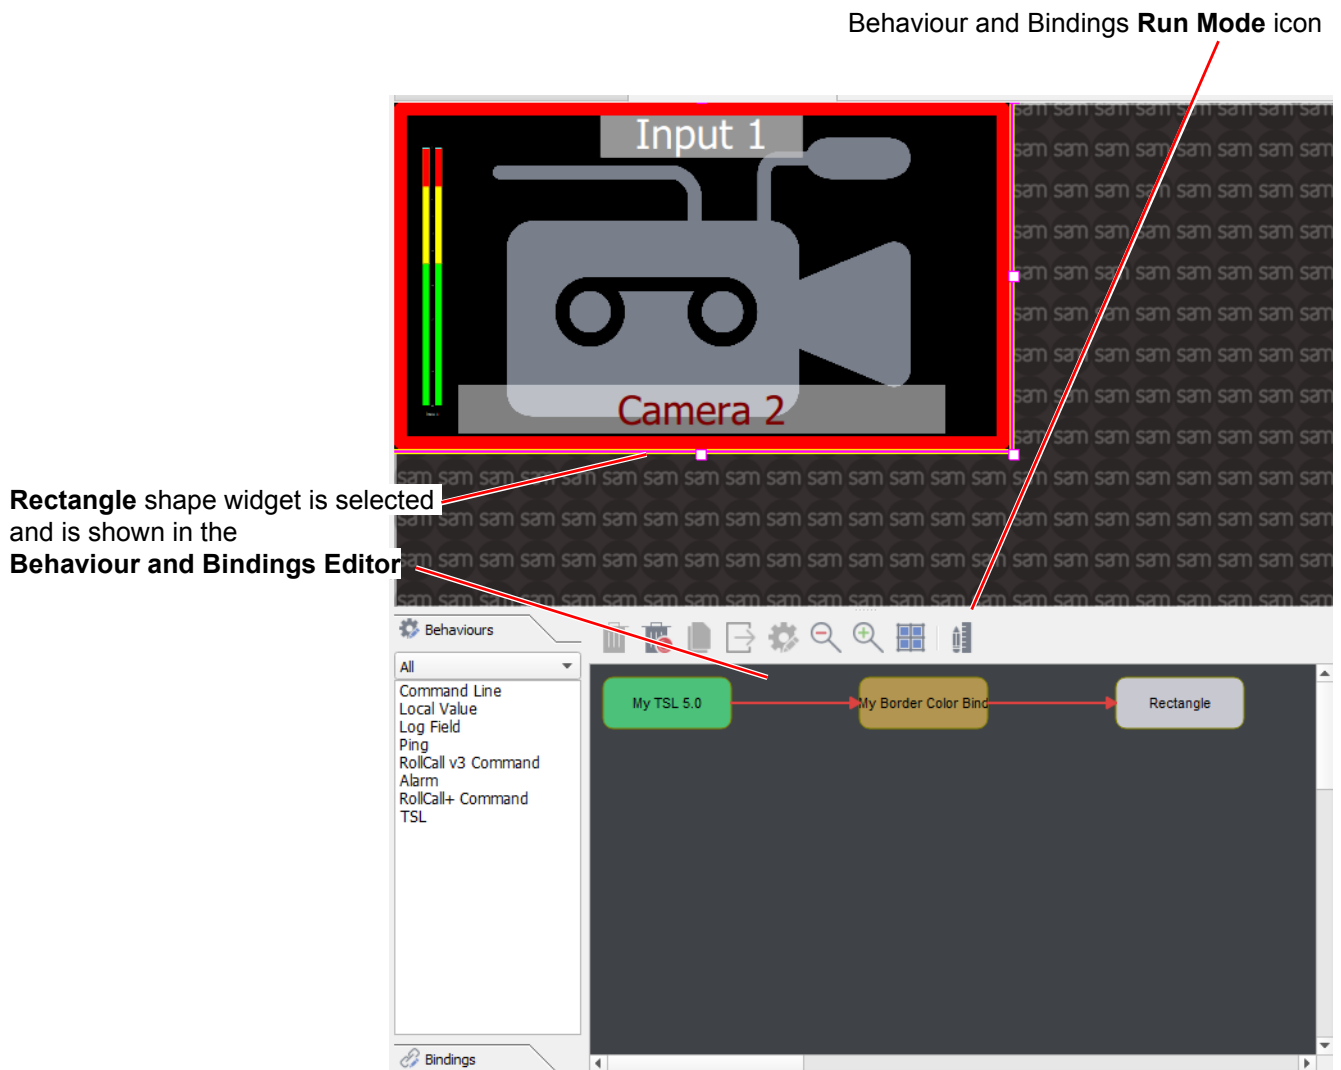 Behaviour and Bindings Run Mode icon
Input 1
Camera 2
Rectangle shape widget is selected
and is shown in the
Behaviour and Bindings Editor
Behaviours
All
Command Line
Local Value
Log Field
Ping
RollCall v3 Command
Alarm
RollCall+ Command
TSL
My TSL 5.0
My Border Color Bind
Rectangle
Bindings